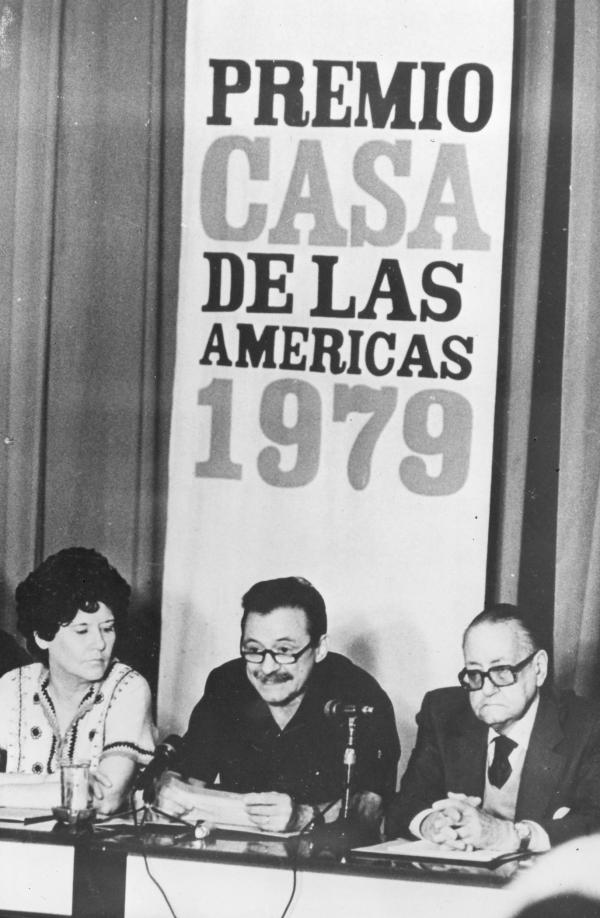 PREMIO
CASA
DE LAS
AMERICAS
1979